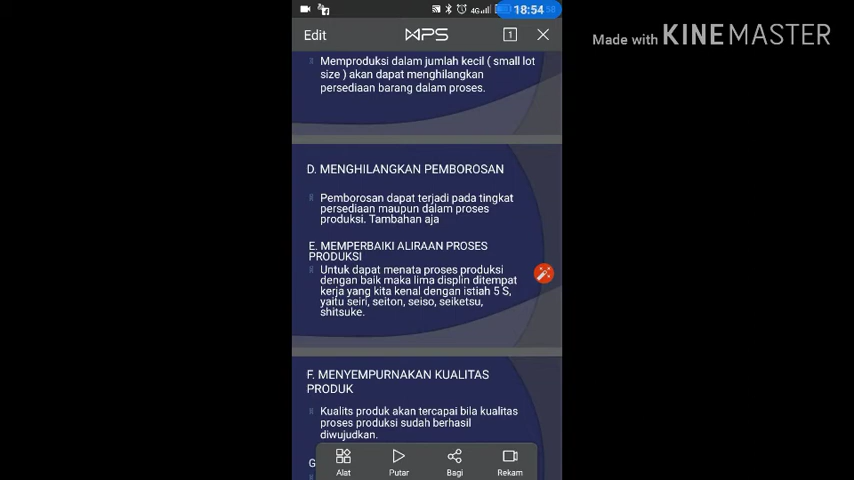 18:54
4G
Edit
WPS
1
Made with KINEMASTER
Memproduksi dalam jumlah kecil ( small lot
size ) akan dapat menghilangkan
persediaan barang dalam proses.
D. MENGHILANGKAN PEMBOROSAN
Pemborosan dapat terjadi pada tingkat
persediaan maupun dalam proses
produksi. Tambahan aja
E. MEMPERBAIKI ALIRAAN PROSES
PRODUKSI
Untuk dapat menata proses produksi
dengan baik maka lima displin ditempat
kerja yang kita kenal dengan istiah 5 S,
yaitu seiri, seiton, seiso, seiketsu,
shitsuke.
F. MENYEMPURNAKAN KUALITAS
PRODUK
Kualits produk akan tercapai bila kualitas
proses produksi sudah berhasil
diwujudkan.
G
Alat
Putar
Bagi
Rekam